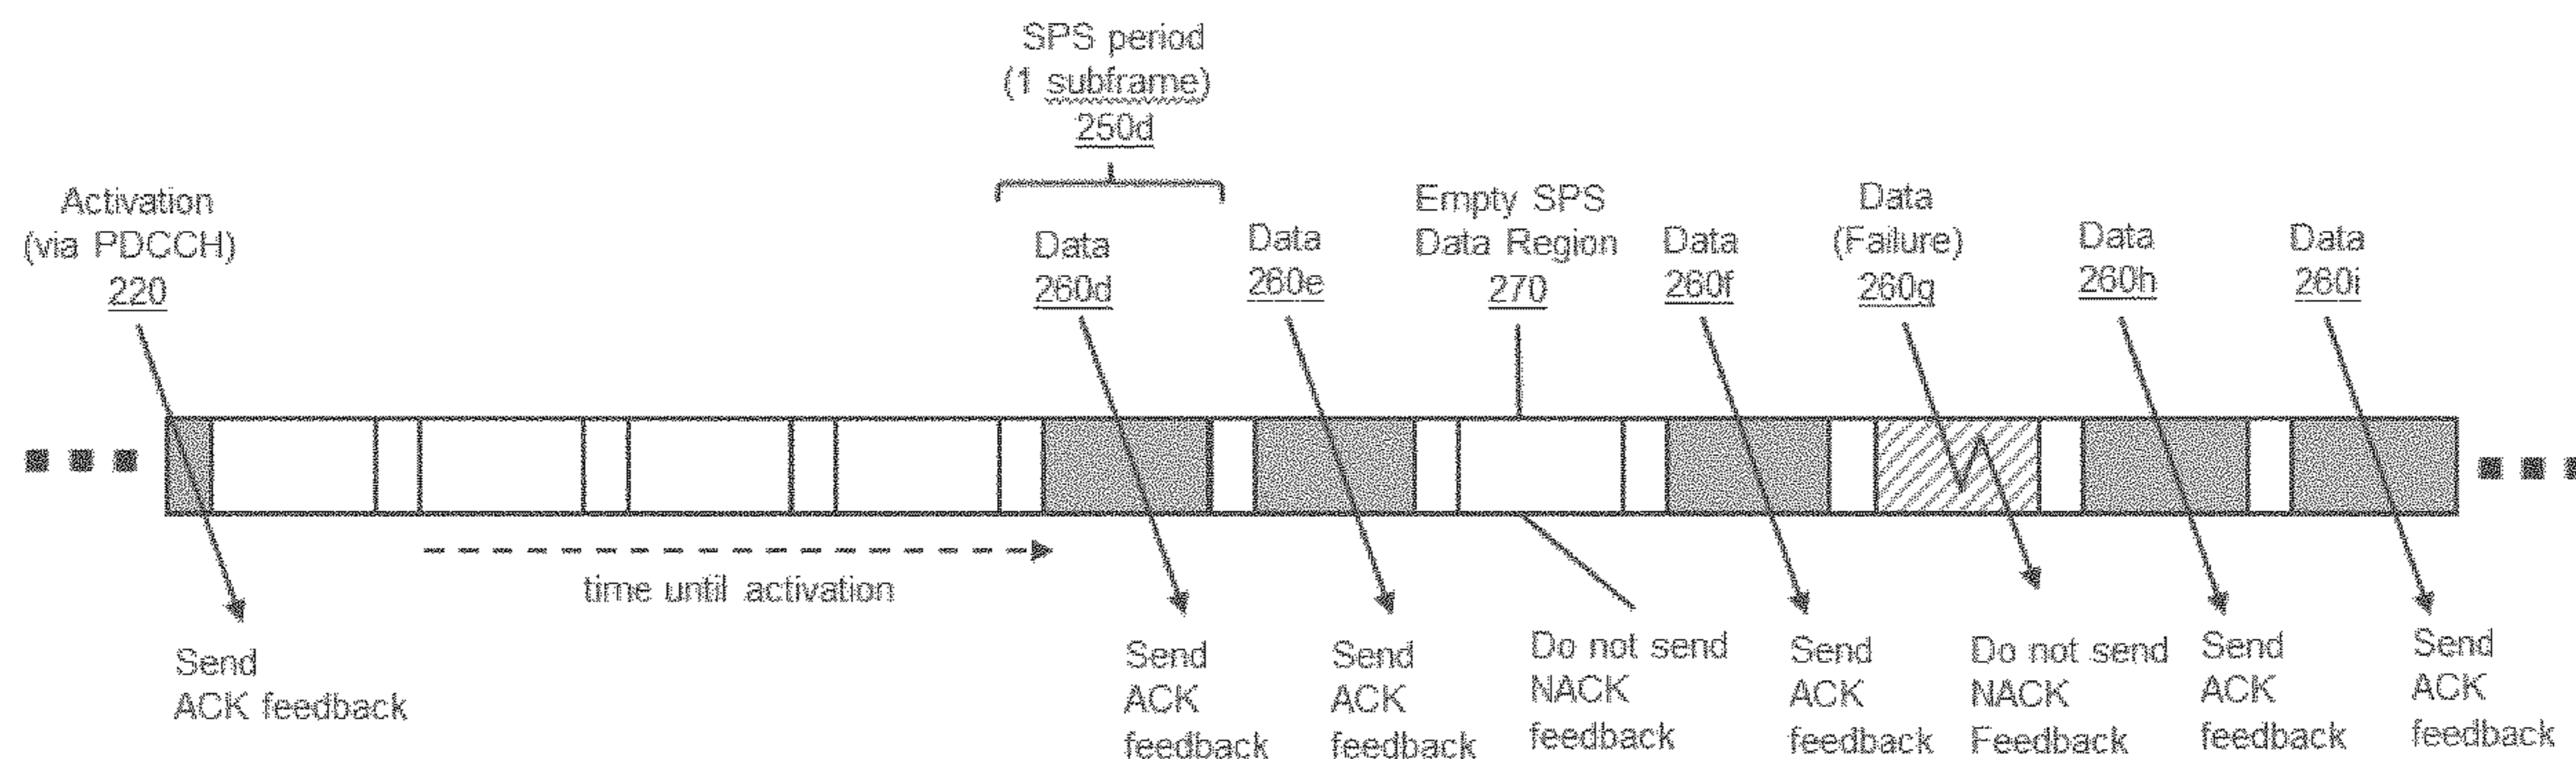 SPS period
(1 subframe)
250d
Activation
(via PDCCH)
220
Data
260d
Data
260e
Empty SPS
Data Region
270
Data
260f
Data
(Failure)
260g
Data
260h
Data
260i
time until activation
Send
ACK feedback
Send
ACK
feedback
Send
ACK
feedback
Do not send
NACK
feedback
Send
ACK
feedback
Do not send
NACK
Feedback
Send
ACK
feedback
Send
ACK
feedback